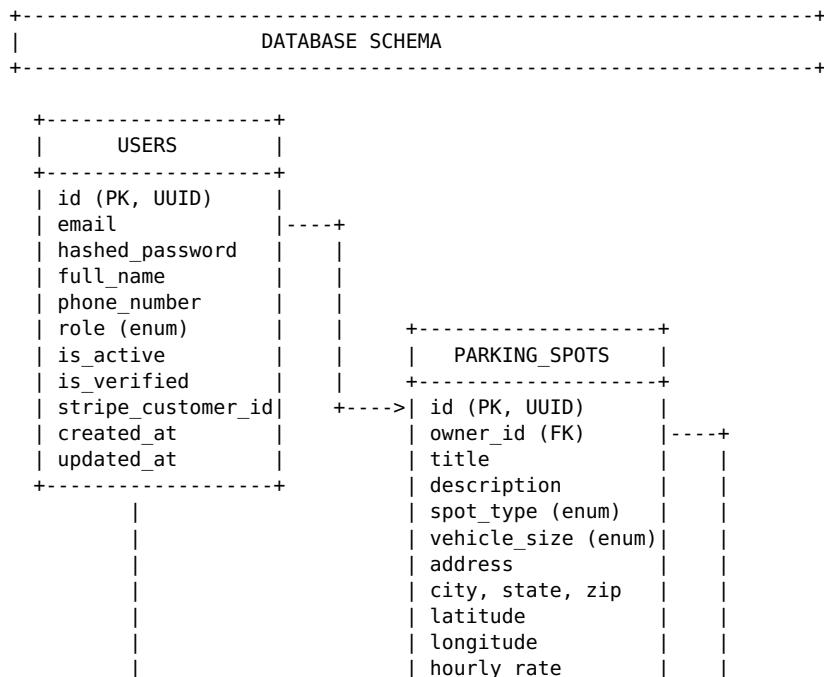 DATABASE SCHEMA
USERS
id (PK, UUID)
email
hashed_password
full_name
phone_number
role (enum)
is_active
is_verified
stripe_customer_id
created_at
updated_at
PARKING_SPOTS
id (PK, UUID)
owner_id (FK)
title
description
spot_type (enum)
vehicle_size (enum)
address
city, state, zip
latitude
longitude
hourly_rate